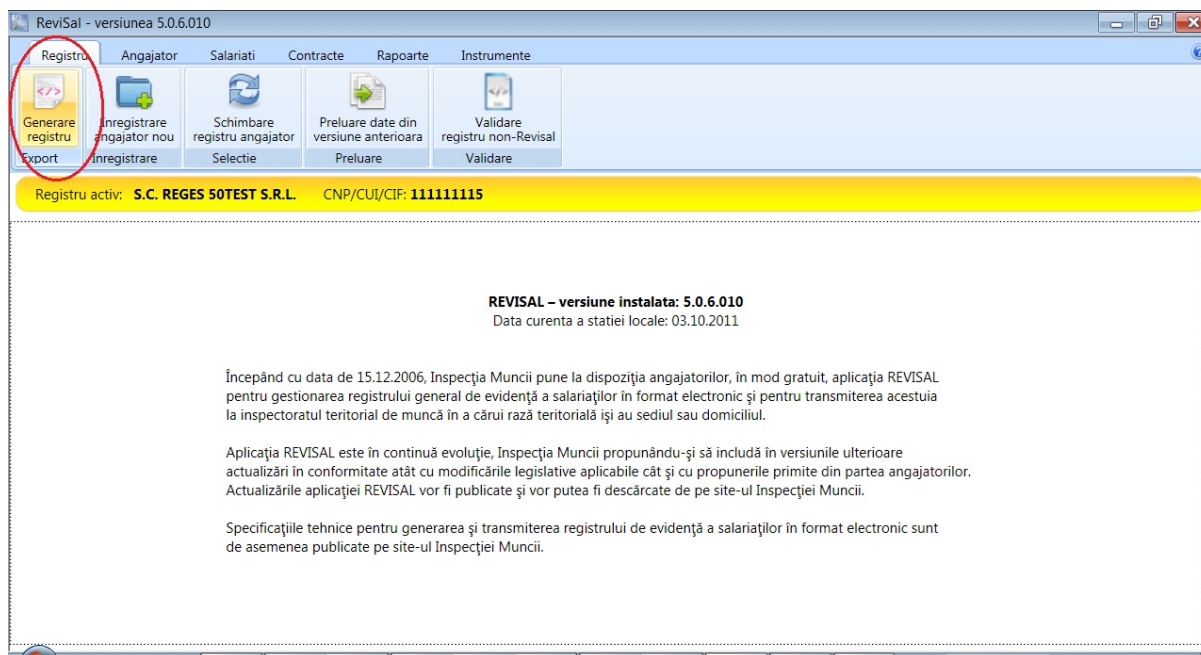 ReviSal - versiunea 5.0.6.010
Registru Angajator Salariati Contracte Rapoarte Instrumente
Generare registru
Inregistrare angajator nou
Schimbare registru angajator
Preluare date din versiune anterioara
Validare registru non-Revisal
Export Inregistrare Selectie Preluare Validare
Registru activ: S.C. REGES 50TEST S.R.L. CNP/CUI/CIF: 111111115
REVISAL – versiune instalata: 5.0.6.010
Data curenta a statiei locale: 03.10.2011
Începând cu data de 15.12.2006, Inspecţia Muncii pune la dispoziţia angajatorilor, în mod gratuit, aplicaţia REVISAL
pentru gestionarea registrului general de evidenţă a salariaţilor în format electronic şi pentru transmiterea acestuia
la inspectoratul teritorial de muncă în a cărui rază teritorială işi au sediul sau domiciliul.
Aplicaţia REVISAL este în continuă evoluţie, Inspecţia Muncii propunându-şi să includă în versiunile ulterioare
actualizări în conformitate atât cu modificările legislative aplicabile cât şi cu propunerile primite din partea angajatorilor.
Actualizările aplicaţiei REVISAL vor fi publicate şi vor putea fi descărcate de pe site-ul Inspecţiei Muncii.
Specificaţiile tehnice pentru generarea şi transmiterea registrului de evidenţă a salariaţilor în format electronic sunt
de asemenea publicate pe site-ul Inspecţiei Muncii.